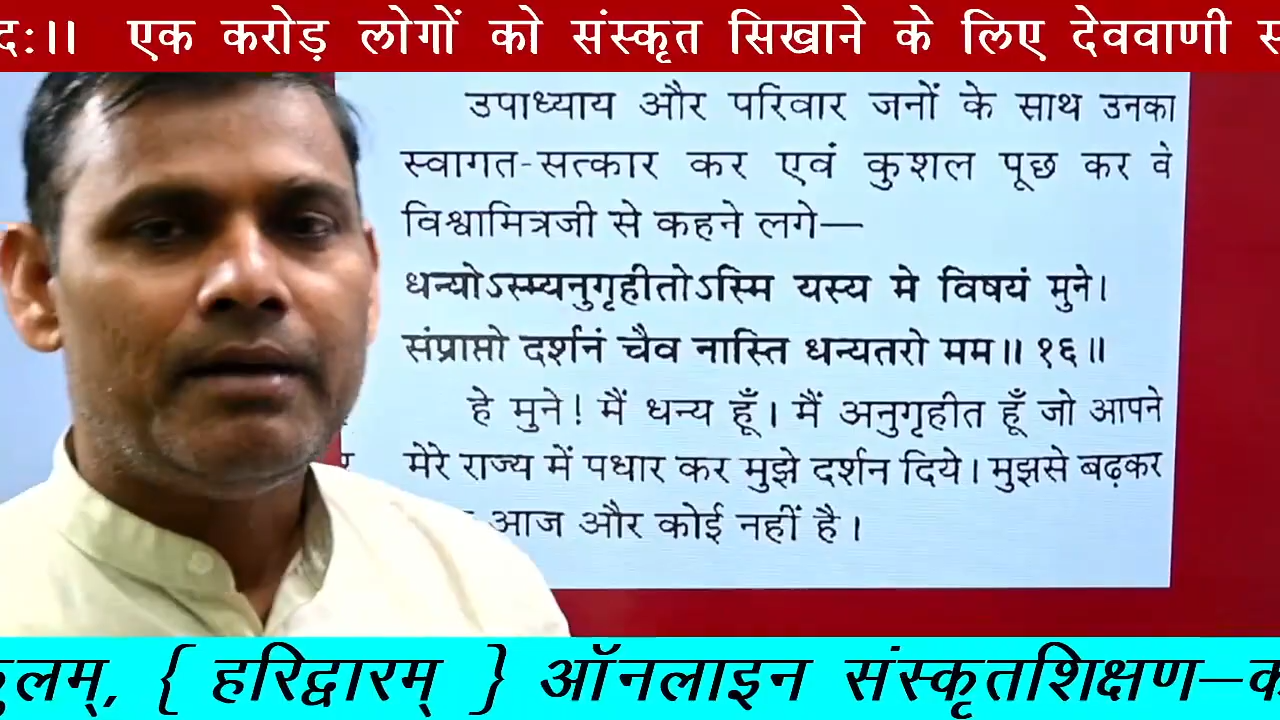 दः।। एक करोड़ लोगों को संस्कृत सिखाने के लिए देववाणी
उपाध्याय और परिवार जनों के साथ उनका
स्वागत-सत्कार कर एवं कुशल पूछ कर वे
विश्वामित्रजी से कहने लगे—
धन्योऽस्म्यनुगृहीतोऽस्मि यस्य मे विषयं मुने।
संप्राप्तो दर्शनं चैव नास्ति धन्यतरो मम॥ १६॥
हे मुने! मैं धन्य हूँ। मैं अनुगृहीत हूँ जो आपने
मेरे राज्य में पधार कर मुझे दर्शन दिये। मुझसे बढ़कर
आज और कोई नहीं है।
कुलम्, { हरिद्वारम् } ऑनलाइन संस्कृतशिक्षण—क